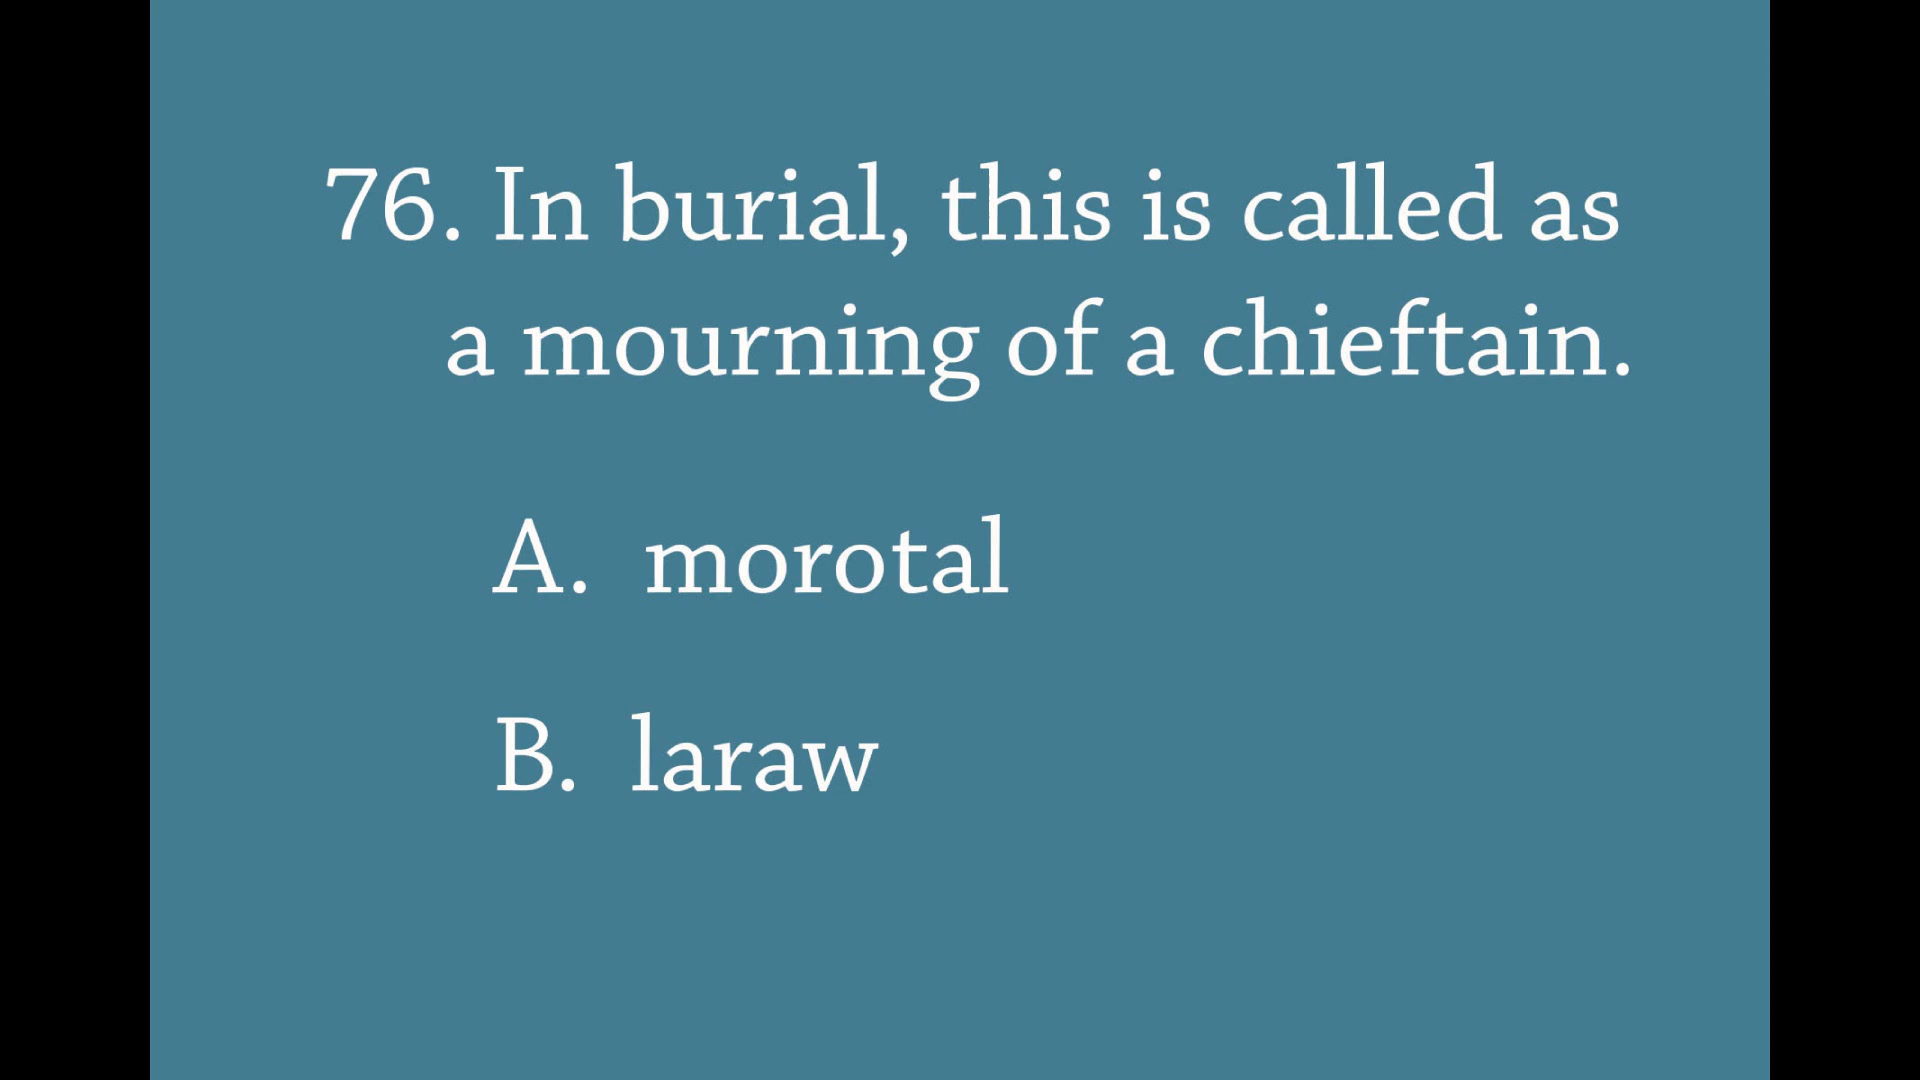 76. In burial, this is called as
a mourning of a chieftain.
A. morotal
B. laraw